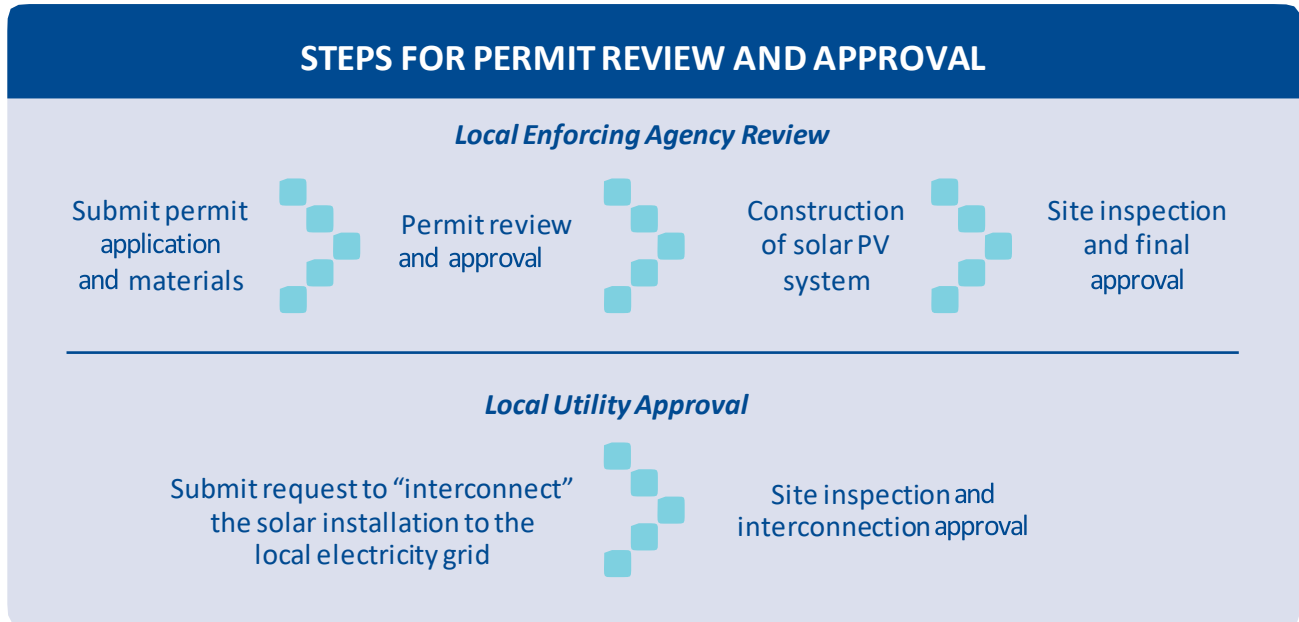 STEPS FOR PERMIT REVIEW AND APPROVAL
Local Enforcing Agency Review
Submit permit
application
and materials
Permit review
and approval
Construction
of solar PV
system
Site inspection
and final
approval
Local Utility Approval
Submit request to “interconnect”
the solar installation to the
local electricity grid
Site inspection and
interconnection approval